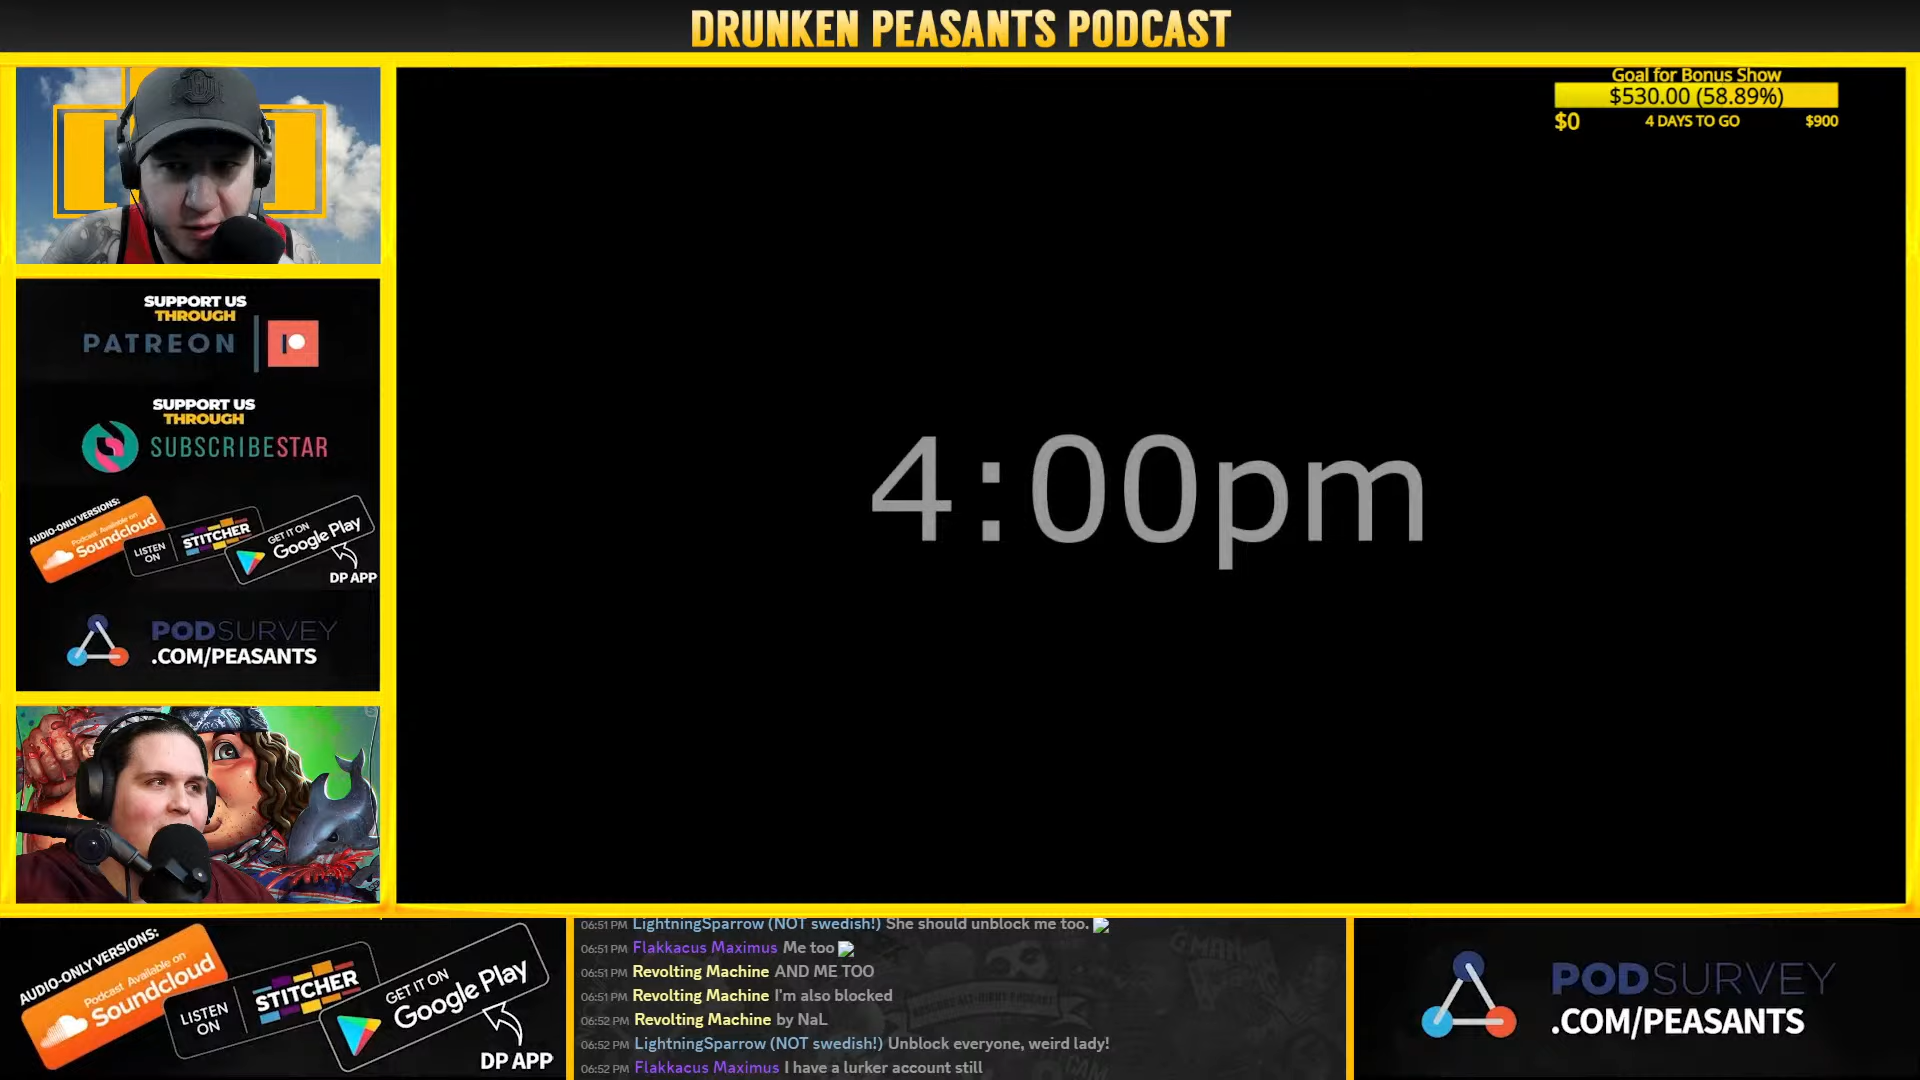 DRUNKEN PEASANTS PODCAST
Goal for Bonus Show
$530.00 (58.89%)
$0 4 DAYS TO GO $900
SUPPORT US
THROUGH
PATREON
SUPPORT US
THROUGH
SUBSCRIBESTAR
AUDIO-ONLY VERSIONS:
Podcast Available on
Soundcloud
LISTEN
ON
STITCHER
GET IT ON
Google Play
DP APP
PODSURVEY
.COM/PEASANTS
4:00pm
AUDIO-ONLY VERSIONS:
Podcast Available on
Soundcloud
LISTEN
ON
STITCHER
GET IT ON
Google Play
DP APP
06:51 PM LightningSparrow (NOT swedish!) She should unblock me too.
06:51 PM Flakkacus Maximus Me too
06:51 PM Revolting Machine AND ME TOO
06:51 PM Revolting Machine I'm also blocked
06:52 PM Revolting Machine by NaL
06:52 PM LightningSparrow (NOT swedish!) Unblock everyone, weird lady!
06:52 PM Flakkacus Maximus I have a lurker account still
PODSURVEY
.COM/PEASANTS